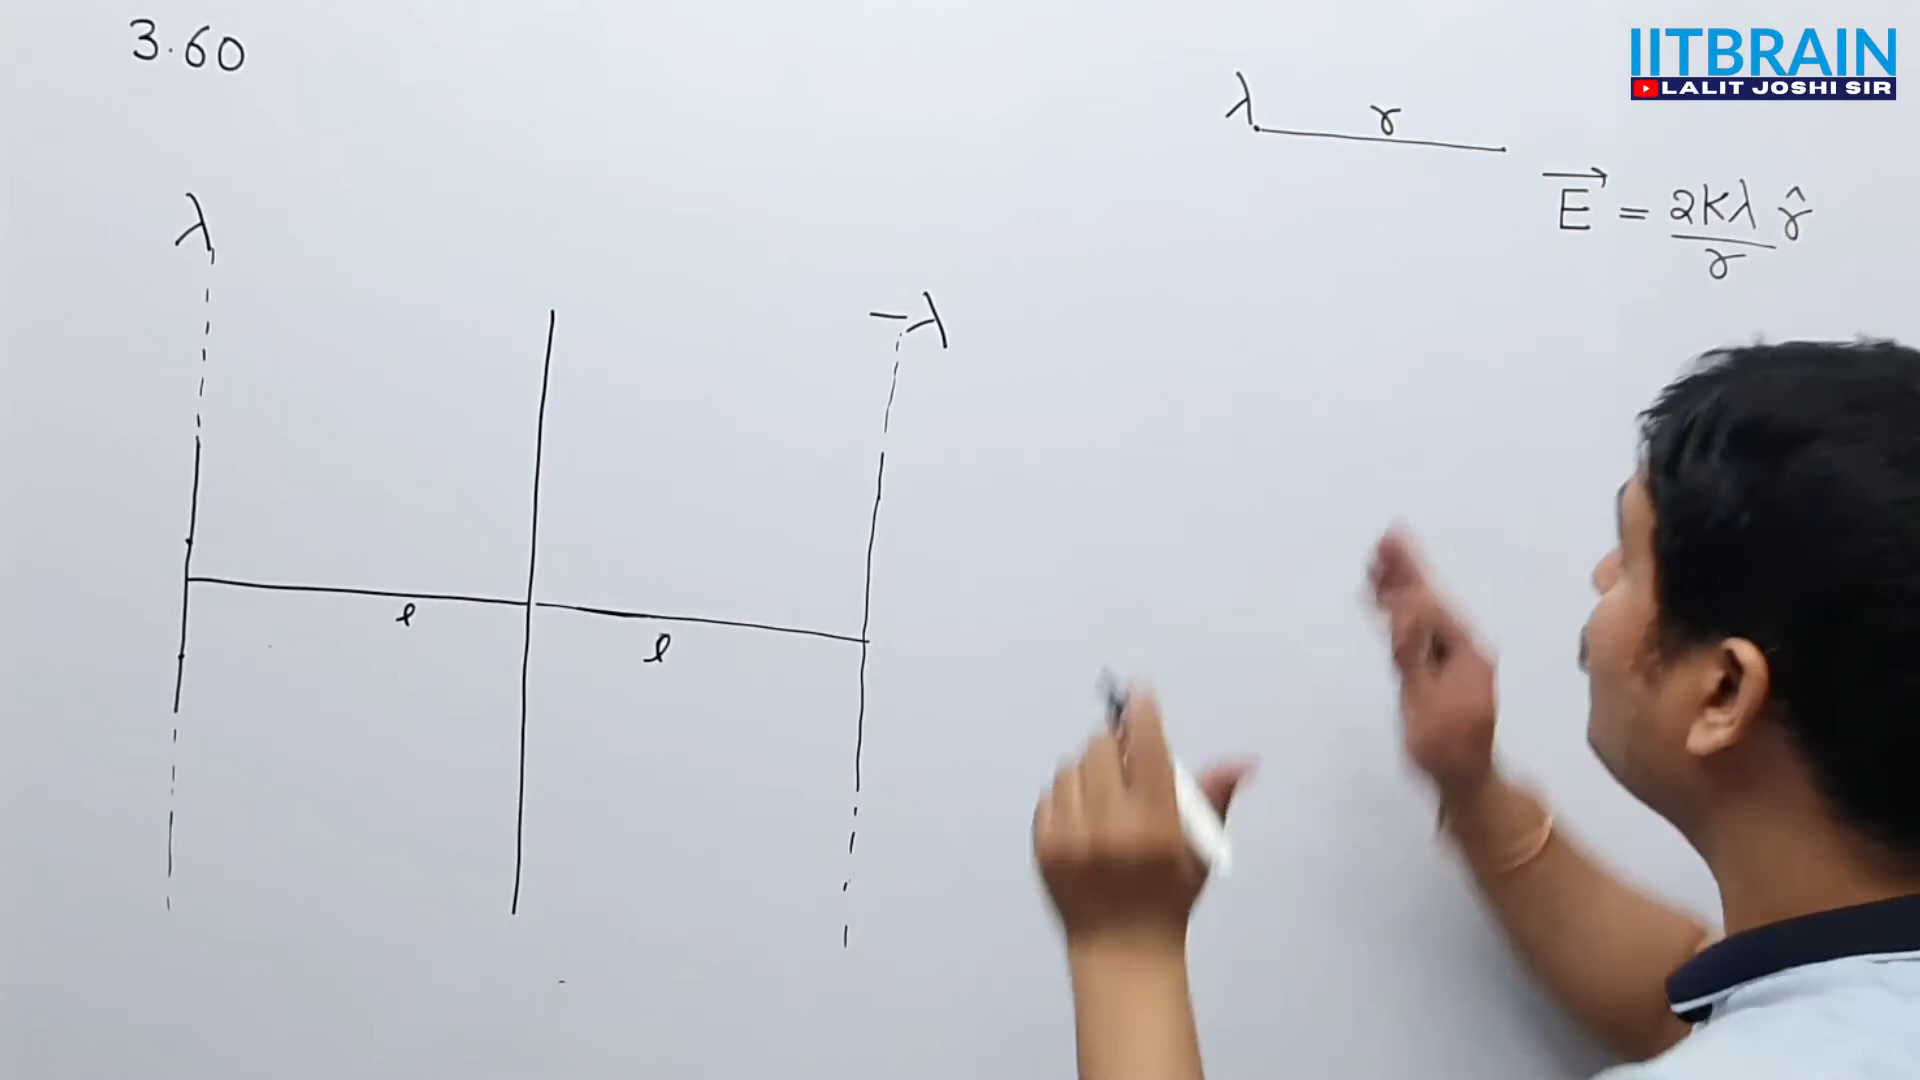 3.60
IITBRAIN
LALIT JOSHI SIR
λ r
E⃗ = 2Kλ/r r̂
λ
-λ
l
l